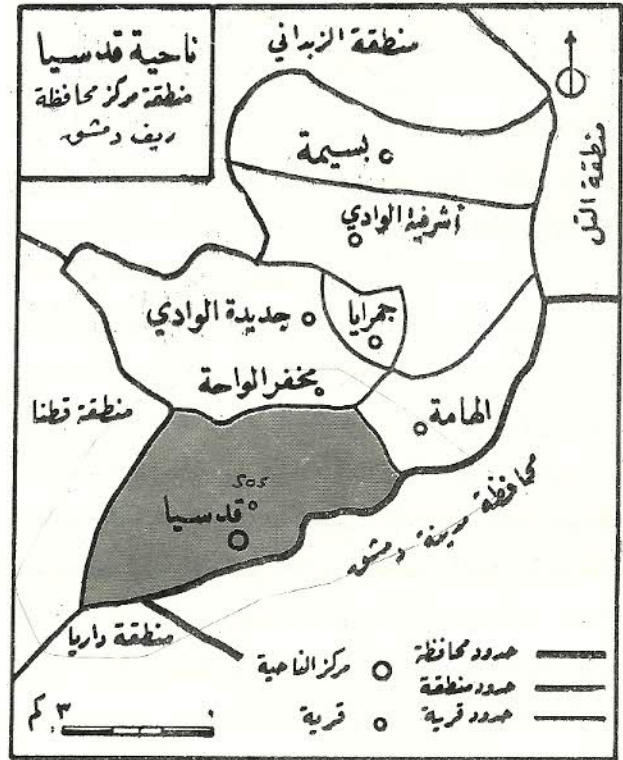 ناحية قدسيا
منطقة مركز محافظة
ريف دمشق
منطقة الزبداني
منطقة التل
بسيمة
أشرفية الوادي
جمرايا
جديدة الوادي
مخفر الواحة
الهامة
منطقة قطنا
SOS
قدسيا
محافظة مدينة دمشق
منطقة داريا
حدود محافظة
مركز الناحية
حدود منطقة
حدود قرية
قرية
٠ ٣ كم